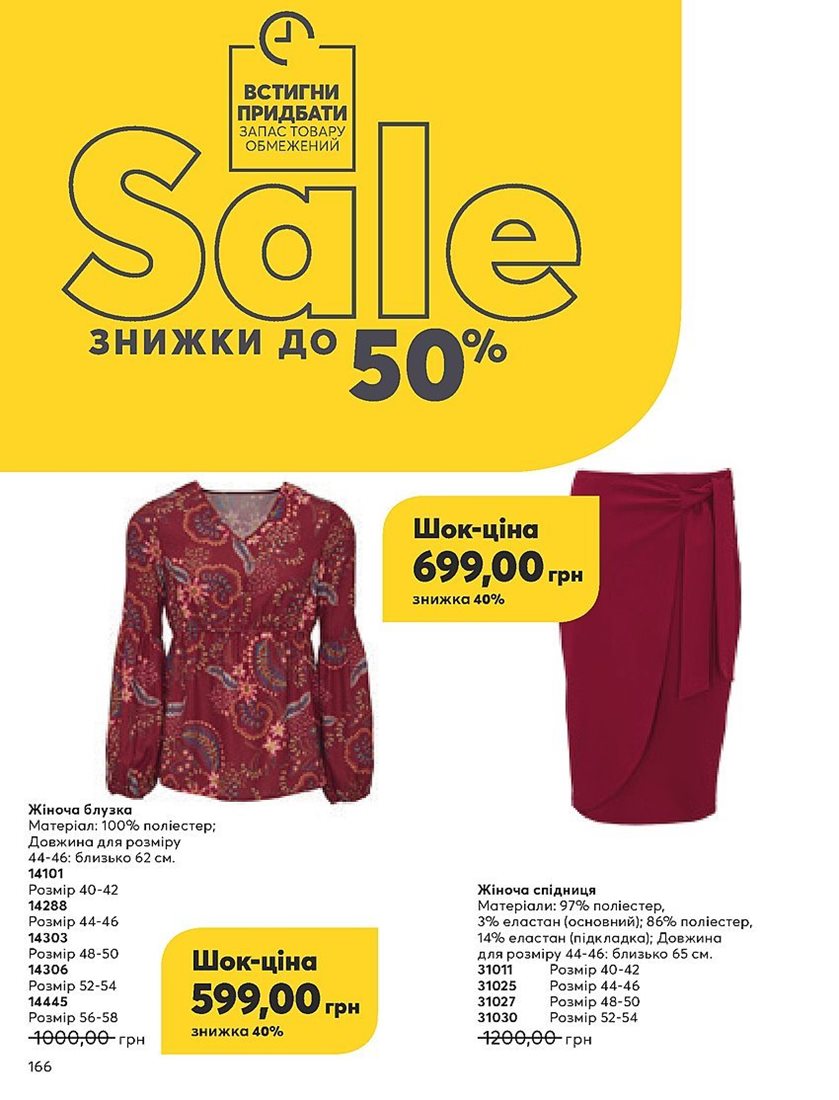 ВСТИГНИ
ПРИДБАТИ
ЗАПАС ТОВАРУ
ОБМЕЖЕНИЙ
Sale
ЗНИЖКИ ДО 50%
Шок-ціна
699,00 грн
знижка 40%
Жіноча блузка
Матеріал: 100% поліестер;
Довжина для розміру
44-46: близько 62 см.
14101
Розмір 40-42
14288
Розмір 44-46
14303
Розмір 48-50
14306
Розмір 52-54
14445
Розмір 56-58
1000,00 грн
Шок-ціна
599,00 грн
знижка 40%
Жіноча спідниця
Матеріали: 97% поліестер,
3% еластан (основний); 86% поліестер,
14% еластан (підкладка); Довжина
для розміру 44-46: близько 65 см.
31011 Розмір 40-42
31025 Розмір 44-46
31027 Розмір 48-50
31030 Розмір 52-54
1200,00 грн
166